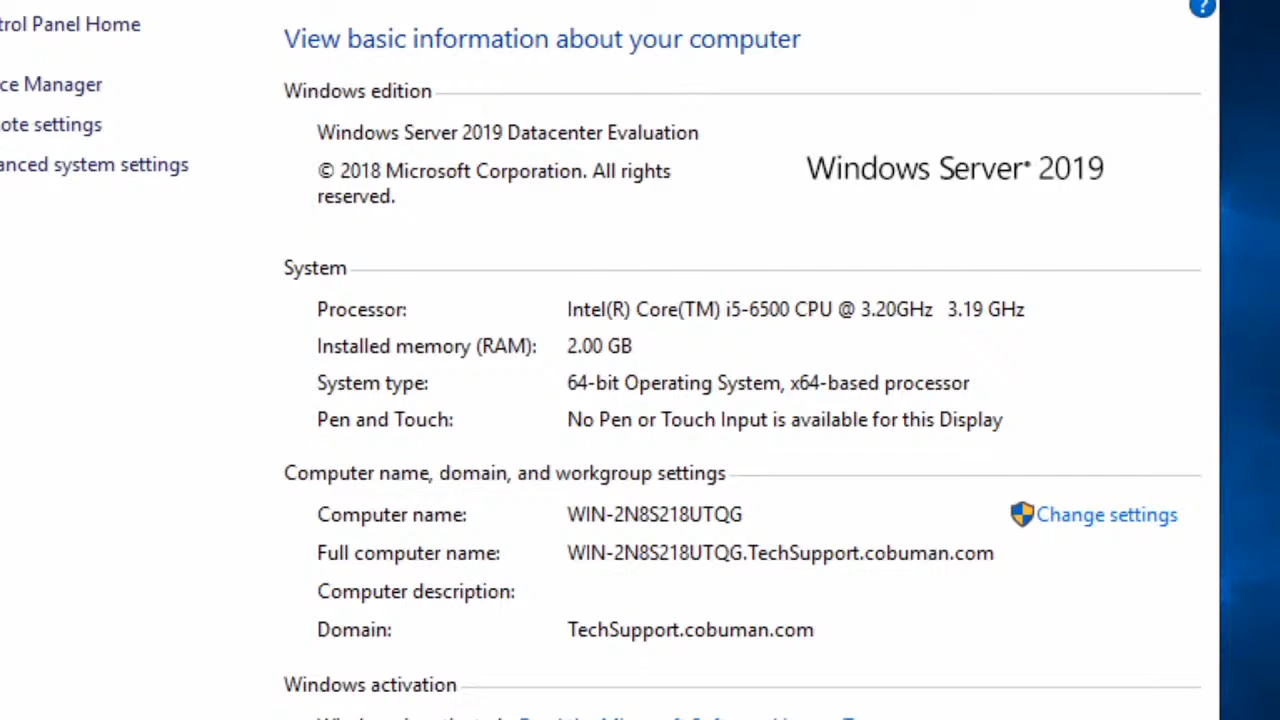 trol Panel Home
ce Manager
ote settings
anced system settings
?
View basic information about your computer
Windows edition
Windows Server 2019 Datacenter Evaluation
© 2018 Microsoft Corporation. All rights
reserved.
Windows Server® 2019
System
Processor: Intel(R) Core(TM) i5-6500 CPU @ 3.20GHz 3.19 GHz
Installed memory (RAM): 2.00 GB
System type: 64-bit Operating System, x64-based processor
Pen and Touch: No Pen or Touch Input is available for this Display
Computer name, domain, and workgroup settings
Computer name: WIN-2N8S218UTQG Change settings
Full computer name: WIN-2N8S218UTQG.TechSupport.cobuman.com
Computer description:
Domain: TechSupport.cobuman.com
Windows activation